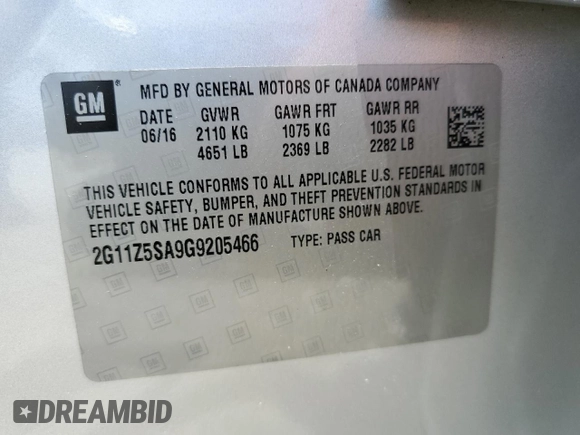 GM
MFD BY GENERAL MOTORS OF CANADA COMPANY
DATE GVWR GAWR FRT GAWR RR
06/16 2110 KG 1075 KG 1035 KG
4651 LB 2369 LB 2282 LB
THIS VEHICLE CONFORMS TO ALL APPLICABLE U.S. FEDERAL MOTOR
VEHICLE SAFETY, BUMPER, AND THEFT PREVENTION STANDARDS IN
EFFECT ON THE DATE OF MANUFACTURE SHOWN ABOVE.
2G11Z5SA9G9205466 TYPE: PASS CAR
DREAMBID